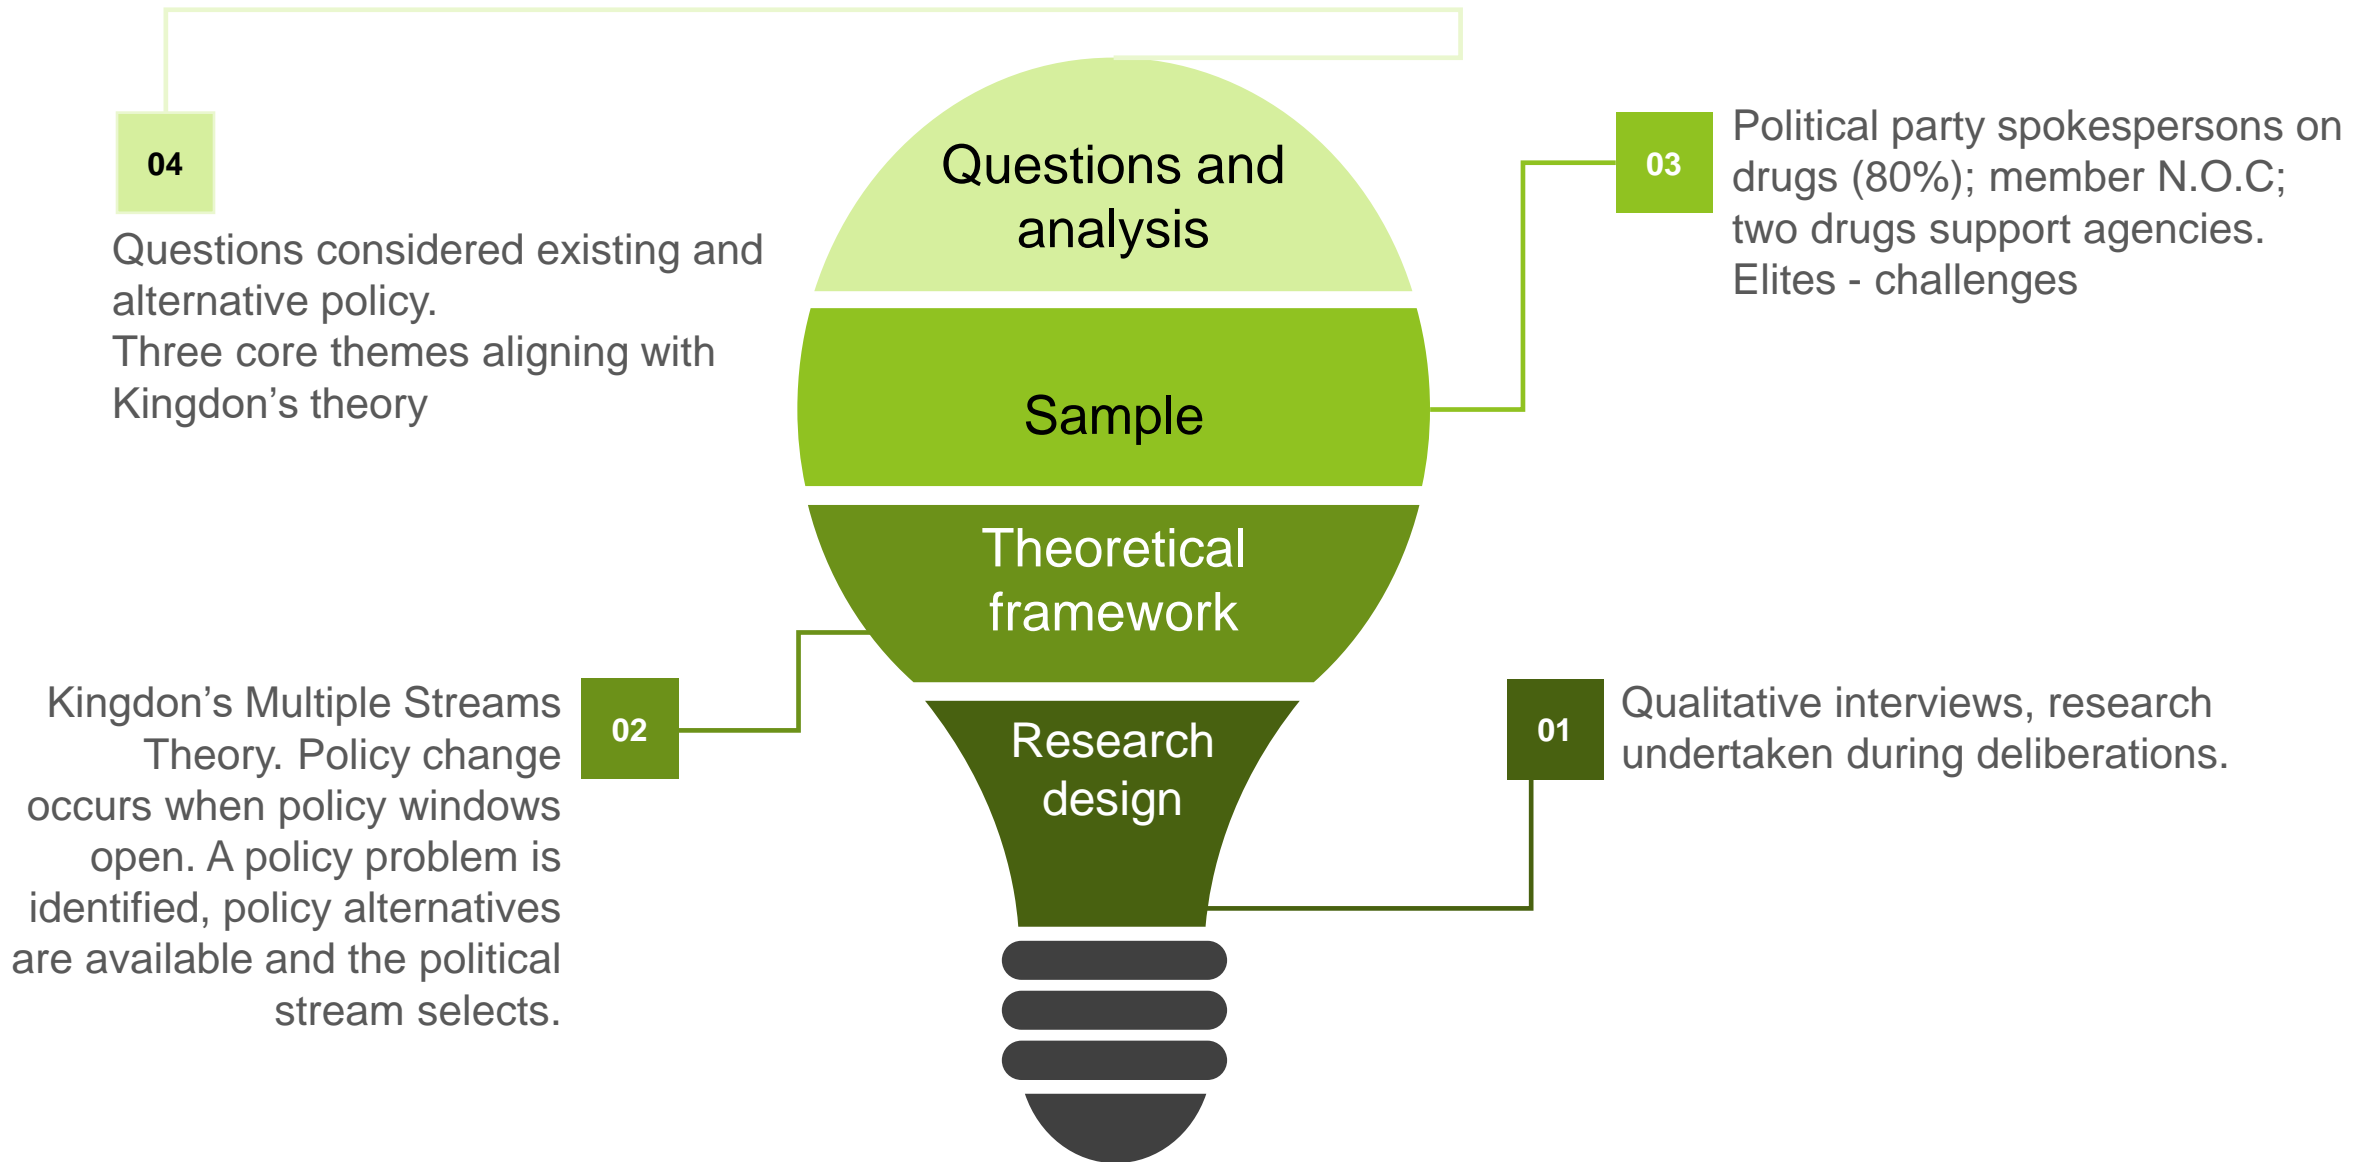 04
Questions considered existing and
alternative policy.
Three core themes aligning with
Kingdon’s theory
Questions and
analysis
03
Political party spokespersons on
drugs (80%); member N.O.C;
two drugs support agencies.
Elites - challenges
Sample
Theoretical
framework
Kingdon’s Multiple Streams
Theory. Policy change
occurs when policy windows
open. A policy problem is
identified, policy alternatives
are available and the political
stream selects.
02
Research
design
01
Qualitative interviews, research
undertaken during deliberations.